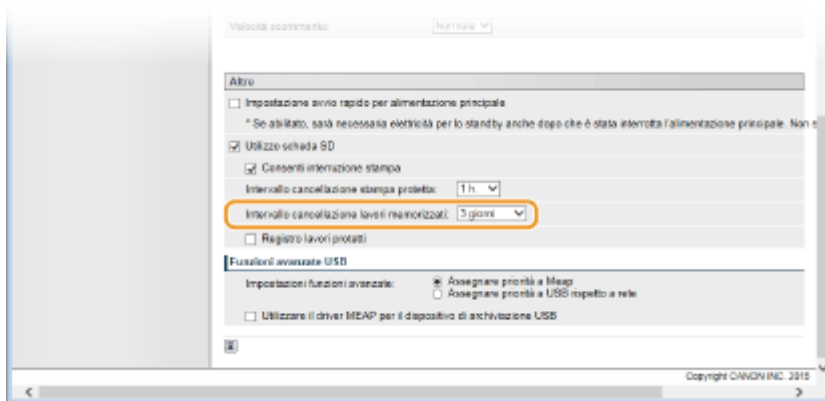 Velocità scorrimento: Normale
Altro
Impostazione avvio rapido per alimentazione principale
* Se abilitato, sarà necessaria elettricità per lo standby anche dopo che è stata interrotta l'alimentazione principale. Non s
Utilizzo scheda SD
Consenti interruzione stampa
Intervallo cancellazione stampa protetta: 1 h.
Intervallo cancellazione lavori memorizzati: 3 giorni
Registro lavori protetti
Funzioni avanzate USB
Impostazioni funzioni avanzate: Assegnare priorità a Meap
Assegnare priorità a USB rispetto a rete
Utilizzare il driver MEAP per il dispositivo di archiviazione USB
Copyright CANON INC. 2015